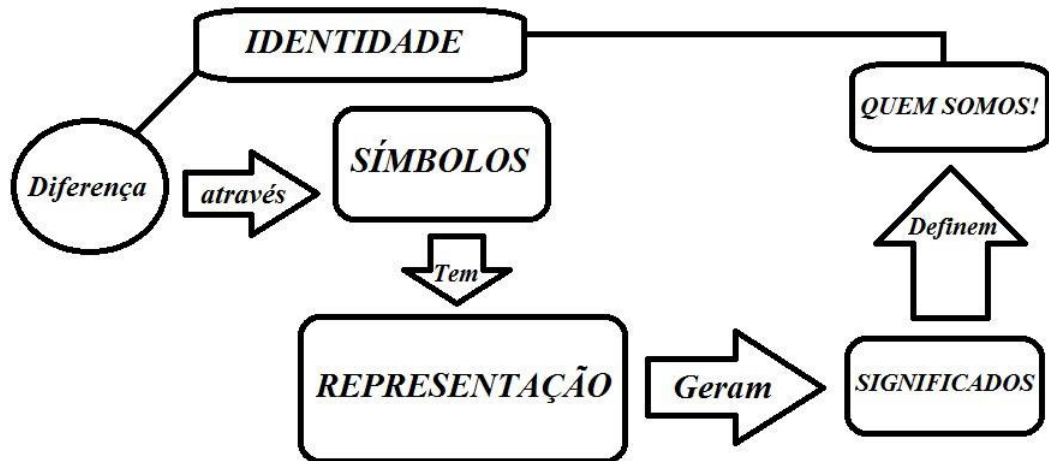 IDENTIDADE
QUEM SOMOS!
SÍMBOLOS
Diferença
através
Definem
Tem
REPRESENTAÇÃO
Geram
SIGNIFICADOS